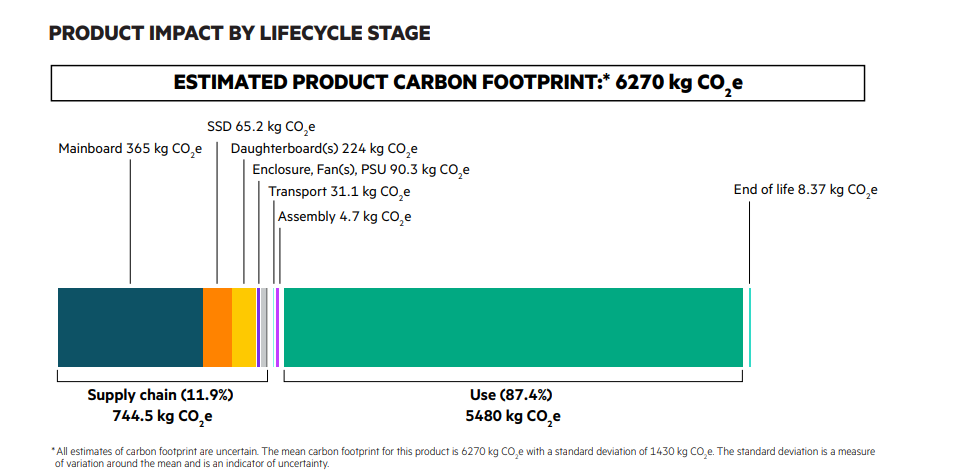 PRODUCT IMPACT BY LIFECYCLE STAGE
ESTIMATED PRODUCT CARBON FOOTPRINT:* 6270 kg CO₂e
SSD 65.2 kg CO₂e
Mainboard 365 kg CO₂e
Daughterboard(s) 224 kg CO₂e
Enclosure, Fan(s), PSU 90.3 kg CO₂e
Transport 31.1 kg CO₂e
End of life 8.37 kg CO₂e
Assembly 4.7 kg CO₂e
Supply chain (11.9%)
744.5 kg CO₂e
Use (87.4%)
5480 kg CO₂e
*All estimates of carbon footprint are uncertain. The mean carbon footprint for this product is 6270 kg CO₂e with a standard deviation of 1430 kg CO₂e. The standard deviation is a measure
of variation around the mean and is an indicator of uncertainty.